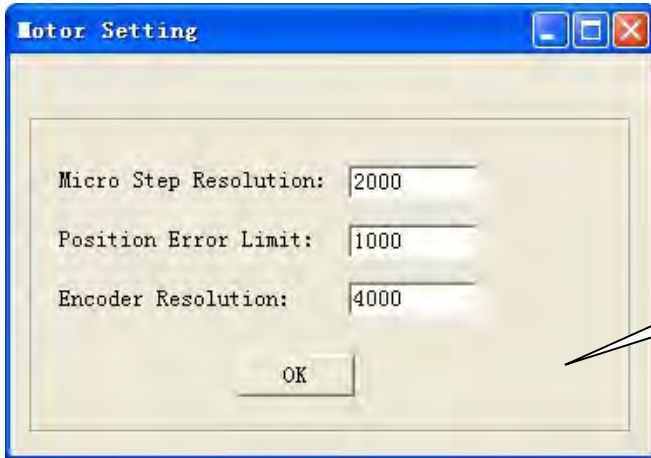 Motor Setting
Micro Step Resolution: 2000
Position Error Limit: 1000
Encoder Resolution: 4000
OK